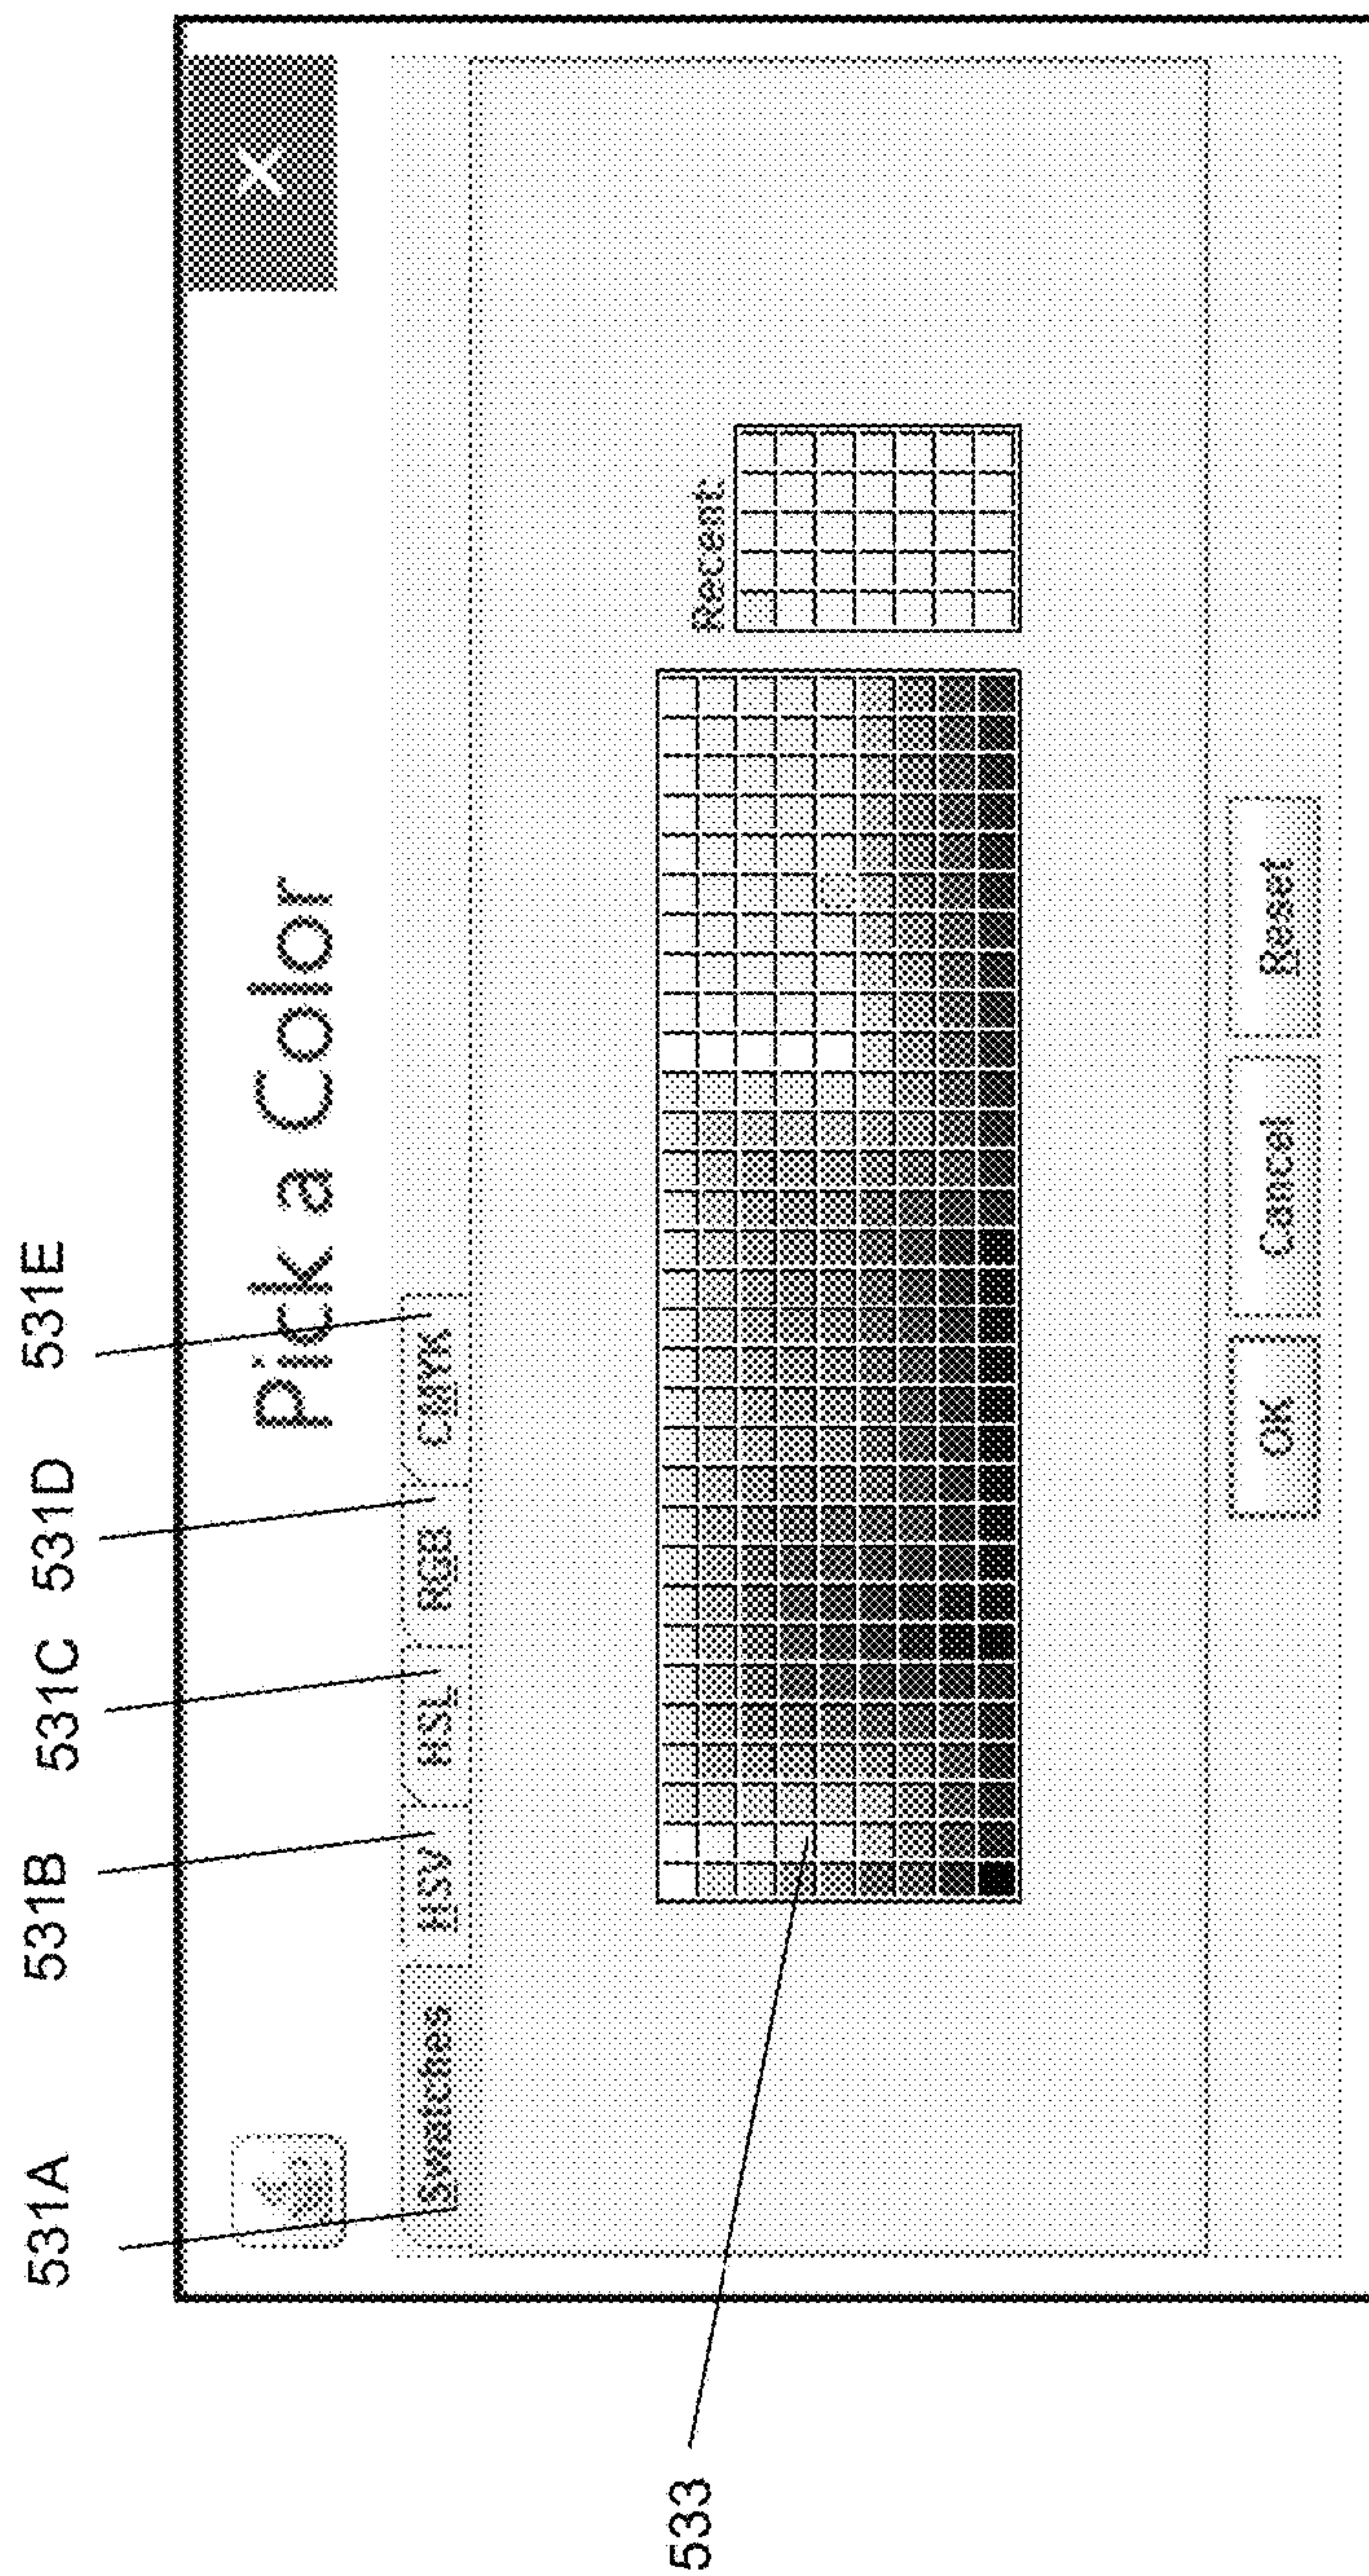 531A 531B 531C 531D 531E
Pick a Color
X
Swatches HSV HSL RGB CMYK
533
Recent:
OK Cancel Reset